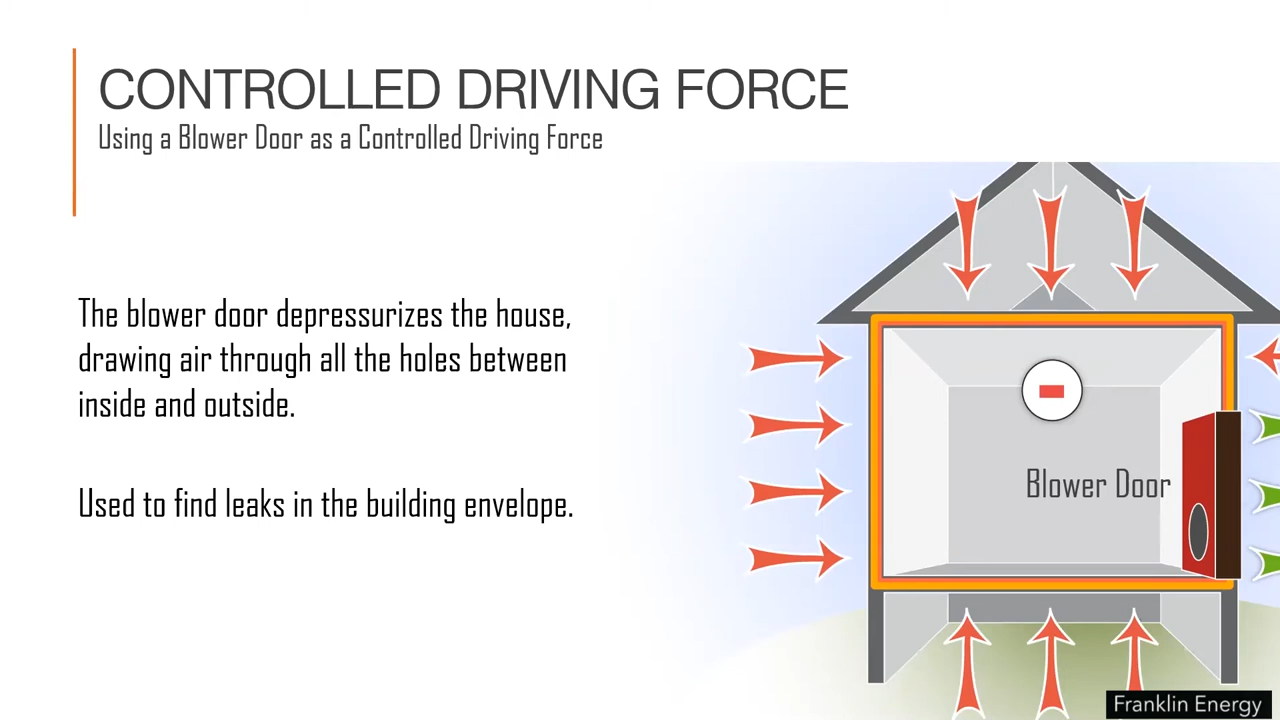 CONTROLLED DRIVING FORCE
Using a Blower Door as a Controlled Driving Force
The blower door depressurizes the house,
drawing air through all the holes between
inside and outside.
Used to find leaks in the building envelope.
Blower Door
Franklin Energy